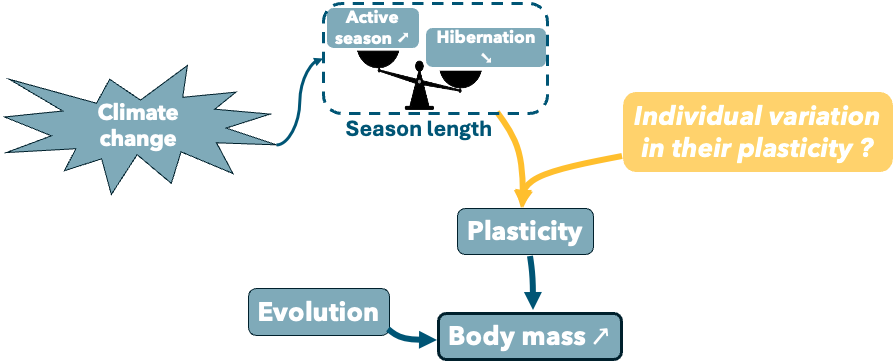 Active
season ↗
Hibernation
↘
Climate
change
Season length
Individual variation
in their plasticity ?
Plasticity
Evolution
Body mass ↗